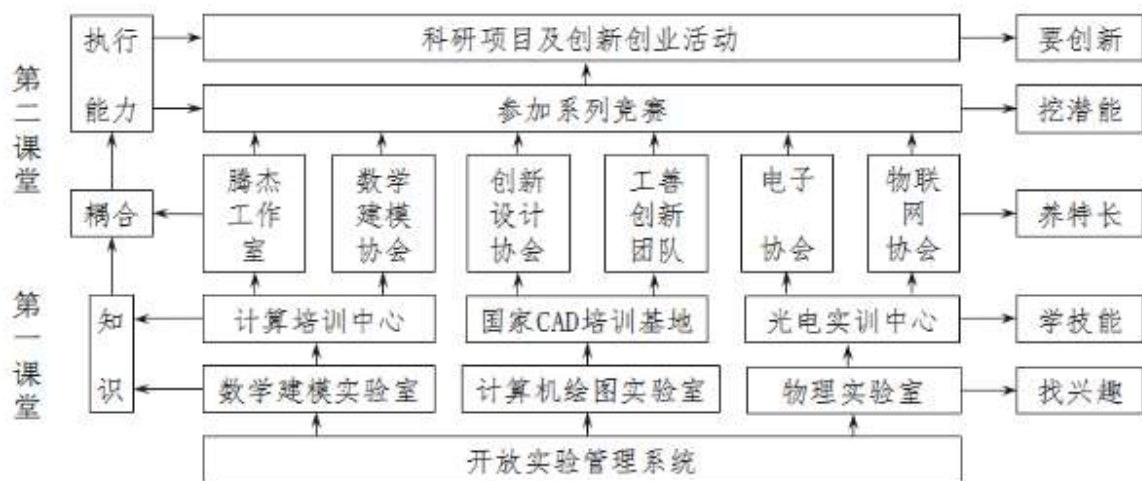 第二课堂
执行
能力
科研项目及创新创业活动
要创新
参加系列竞赛
挖潜能
耦合
腾杰
工作
室
数学
建模
协会
创新
设计
协会
工善
创新
团队
电子
协会
物联
网
协会
养特长
第一课堂
知
识
计算培训中心
国家CAD培训基地
光电实训中心
学技能
数学建模实验室
计算机绘图实验室
物理实验室
找兴趣
开放实验管理系统